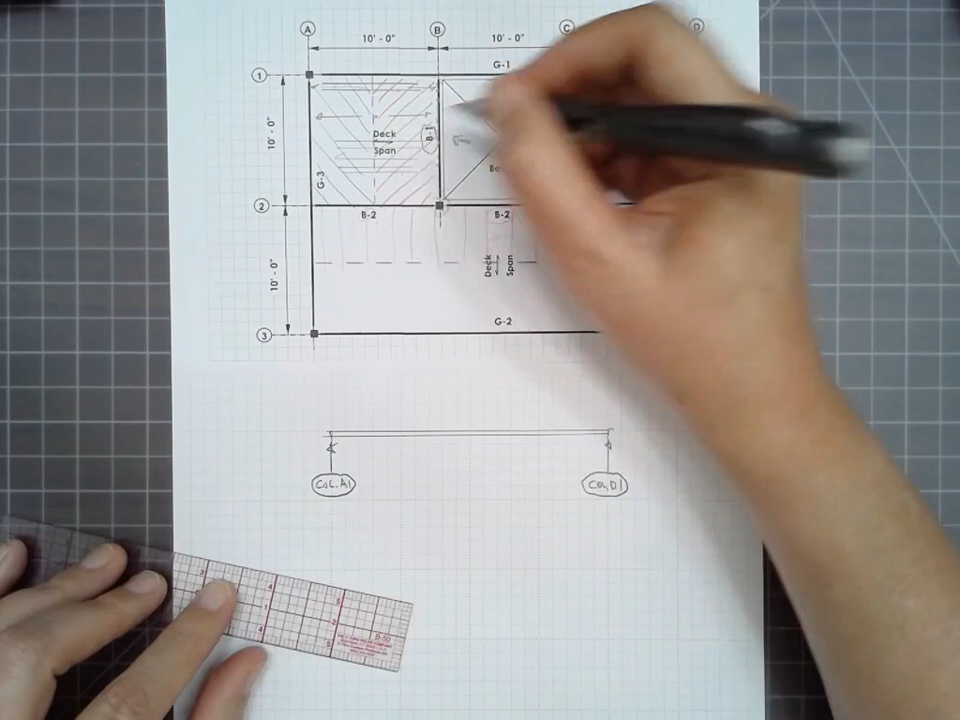 A B C D
10' - 0" 10' - 0"
G-1
1
10' - 0"
Deck
Span
B-1
G-3
2
B-2 B-2
10' - 0"
Deck
Span
G-2
3
COL.A1 COL.D1